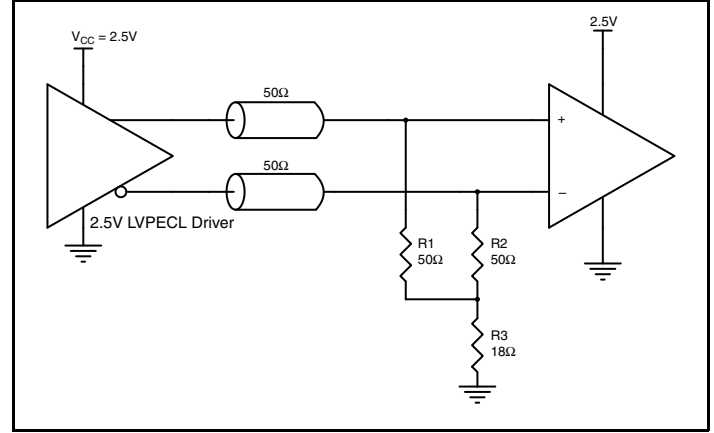 V_CC = 2.5V
2.5V
50Ω
+
50Ω
–
2.5V LVPECL Driver
R1
50Ω
R2
50Ω
R3
18Ω